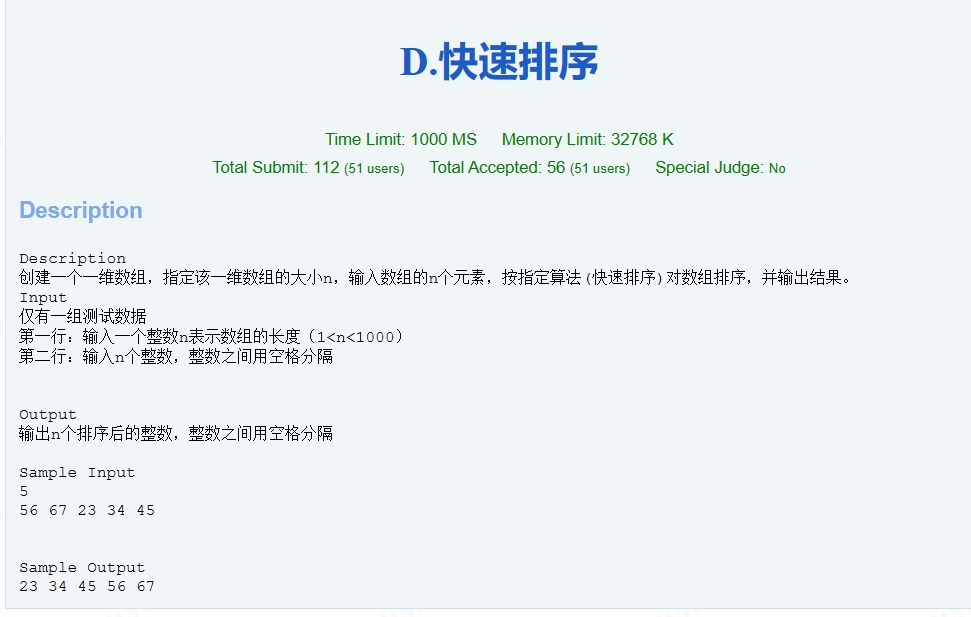 D.快速排序
Time Limit: 1000 MS Memory Limit: 32768 K
Total Submit: 112 (51 users) Total Accepted: 56 (51 users) Special Judge: No
Description
Description
创建一个一维数组，指定该一维数组的大小n，输入数组的n个元素，按指定算法(快速排序)对数组排序，并输出结果。
Input
仅有一组测试数据
第一行：输入一个整数n表示数组的长度（1<n<1000）
第二行：输入n个整数，整数之间用空格分隔
Output
输出n个排序后的整数，整数之间用空格分隔
Sample Input
5
56 67 23 34 45
Sample Output
23 34 45 56 67